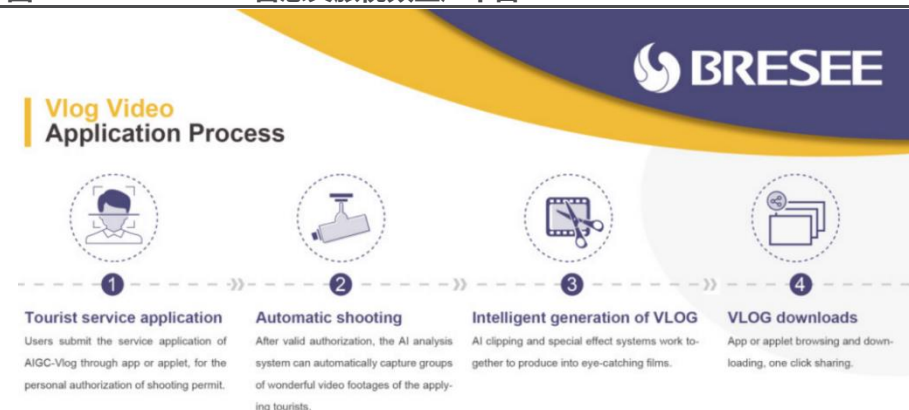 BRESEE
Vlog Video
Application Process
1
2
3
4
Tourist service application
Users submit the service application of
AIGC-Vlog through app or applet, for the
personal authorization of shooting permit.
Automatic shooting
After valid authorization, the AI analysis
system can automatically capture groups
of wonderful video footages of the apply-
ing tourists.
Intelligent generation of VLOG
AI clipping and special effect systems work to-
gether to produce into eye-catching films.
VLOG downloads
App or applet browsing and down-
loading, one click sharing.